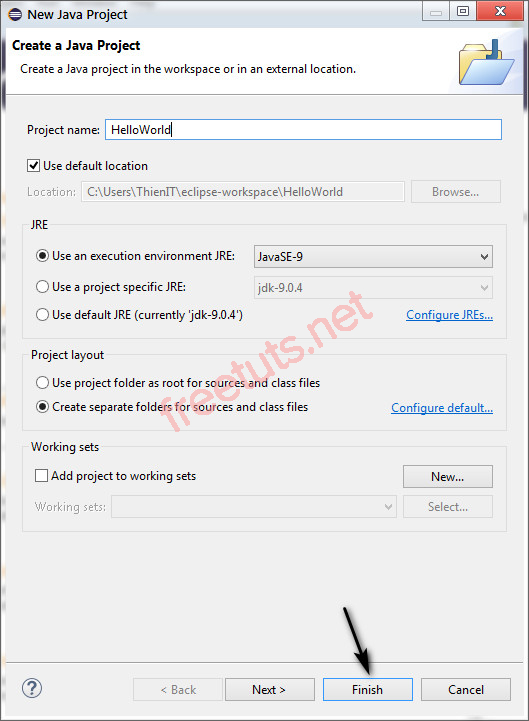 New Java Project
Create a Java Project
Create a Java project in the workspace or in an external location.
Project name: HelloWorld
Use default location
Location: C:\Users\ThienIT\eclipse-workspace\HelloWorld Browse...
JRE
Use an execution environment JRE: JavaSE-9
Use a project specific JRE: jdk-9.0.4
Use default JRE (currently 'jdk-9.0.4') Configure JREs...
Project layout
Use project folder as root for sources and class files
Create separate folders for sources and class files Configure default...
freetuts.net
Working sets
Add project to working sets New...
Working sets: Select...
? < Back Next > Finish Cancel